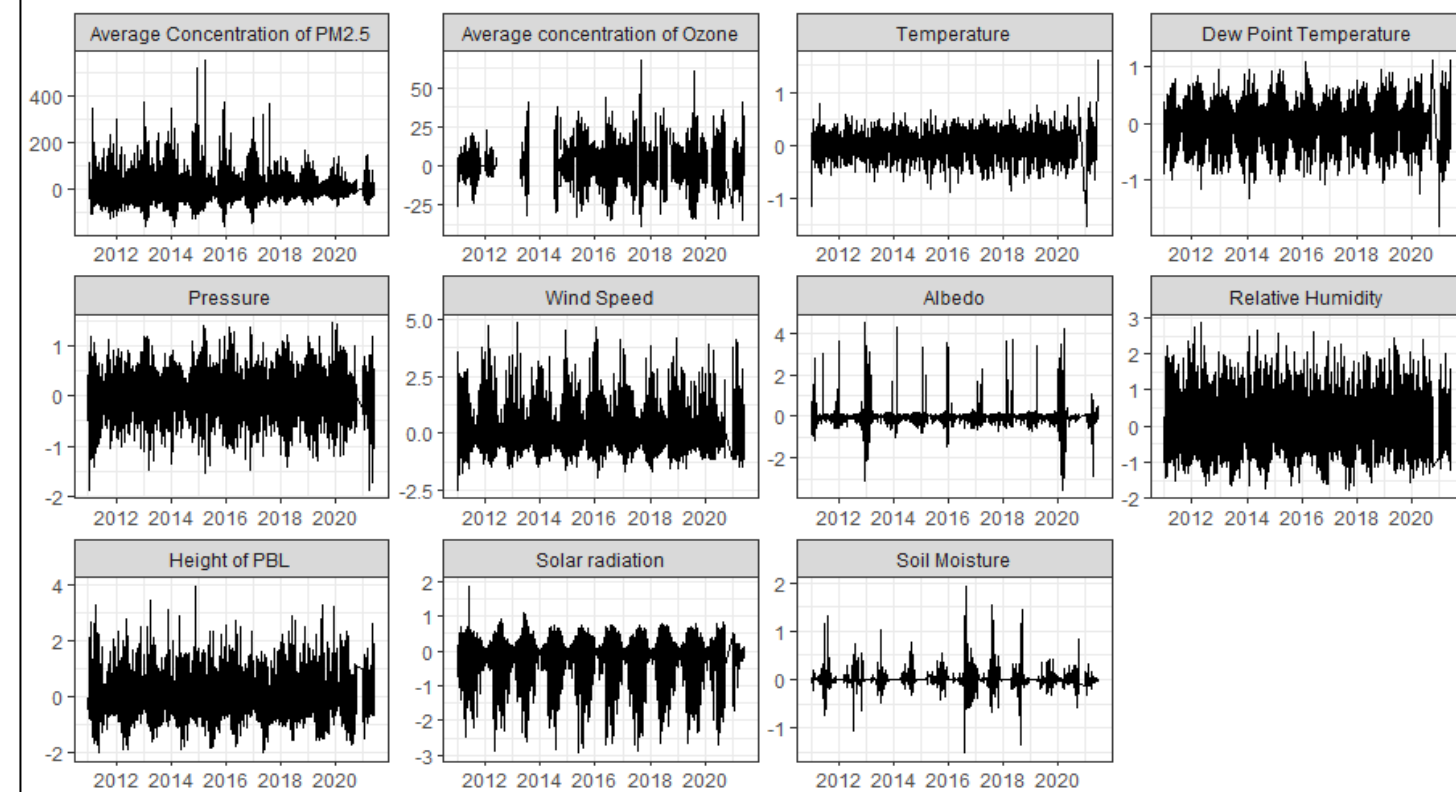 Average Concentration of PM2.5
400
200
0
2012 2014 2016 2018 2020
Average concentration of Ozone
50
25
0
-25
2012 2014 2016 2018 2020
Temperature
1
0
-1
2012 2014 2016 2018 2020
Dew Point Temperature
1
0
-1
2012 2014 2016 2018 2020
Pressure
1
0
-1
-2
2012 2014 2016 2018 2020
Wind Speed
5.0
2.5
0.0
-2.5
2012 2014 2016 2018 2020
Albedo
4
2
0
-2
2012 2014 2016 2018 2020
Relative Humidity
3
2
1
0
-1
-2
2012 2014 2016 2018 2020
Height of PBL
4
2
0
-2
2012 2014 2016 2018 2020
Solar radiation
2
1
0
-1
-2
-3
2012 2014 2016 2018 2020
Soil Moisture
2
1
0
-1
2012 2014 2016 2018 2020